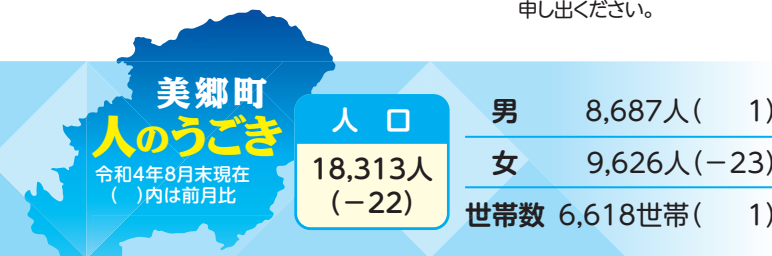 申し出ください。
美郷町
人のうごき
令和4年8月末現在
(　)内は前月比
人 口
18,313人
(−22)
男 8,687人( 1)
女 9,626人(−23)
世帯数 6,618世帯( 1)